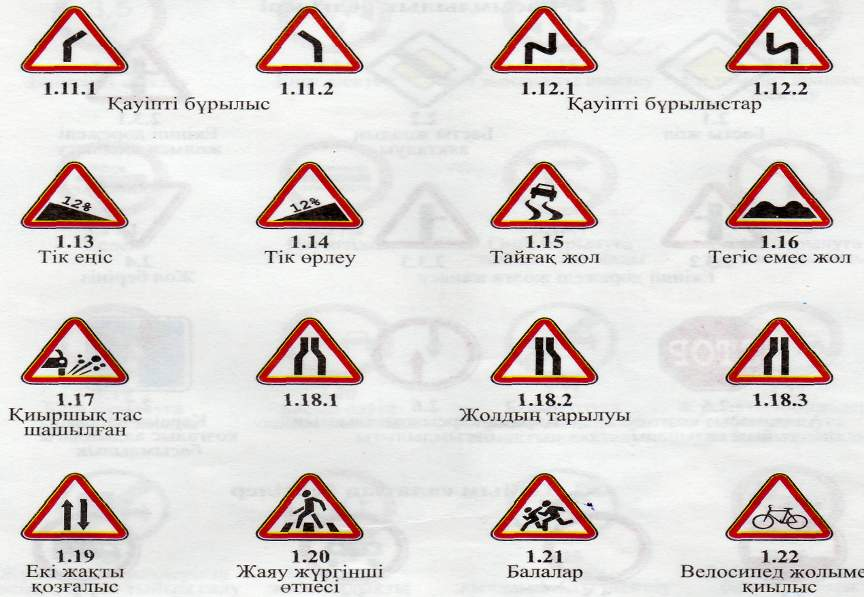 1.11.1 1.11.2 1.12.1 1.12.2
Қауіпті бұрылыс Қауіпті бұрылыстар
12% 12%
1.13 1.14 1.15 1.16
Тік еңіс Тік өрлеу Тайғақ жол Тегіс емес жол
1.17 1.18.1 1.18.2 1.18.3
Қиыршық тас
шашылған
Жолдың тарылуы
1.19 1.20 1.21 1.22
Екі жақты
қозғалыс
Жаяу жүргінші
өтпесі
Балалар
Велосипед жолыме
қиылыс